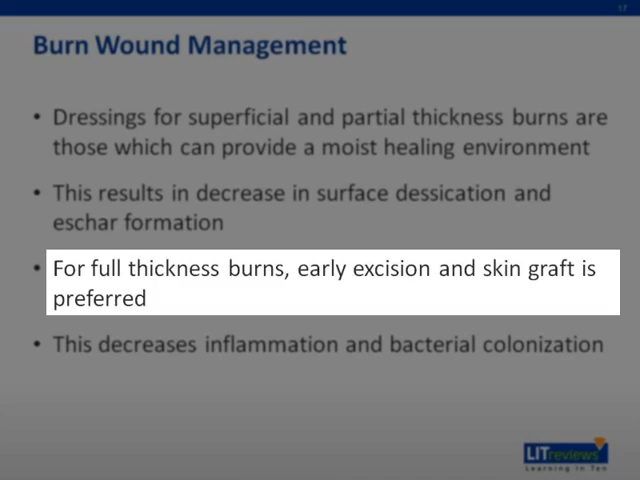 17
Burn Wound Management
• Dressings for superficial and partial thickness burns are
those which can provide a moist healing environment
• This results in decrease in surface dessication and
eschar formation
• For full thickness burns, early excision and skin graft is
preferred
• This decreases inflammation and bacterial colonization
LITreviews
Learning in Ten